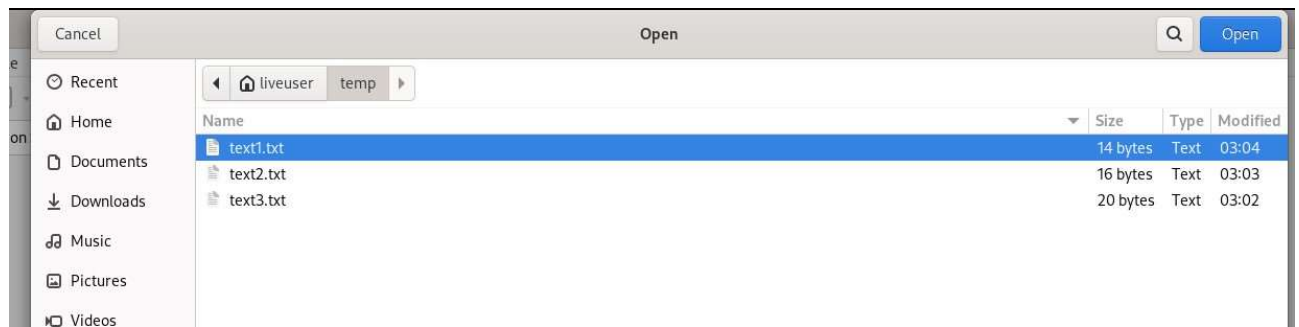 Cancel Open Open
Recent
liveuser temp
Home
Name Size Type Modified
on
text1.txt 14 bytes Text 03:04
Documents
text2.txt 16 bytes Text 03:03
text3.txt 20 bytes Text 03:02
Downloads
Music
Pictures
Videos